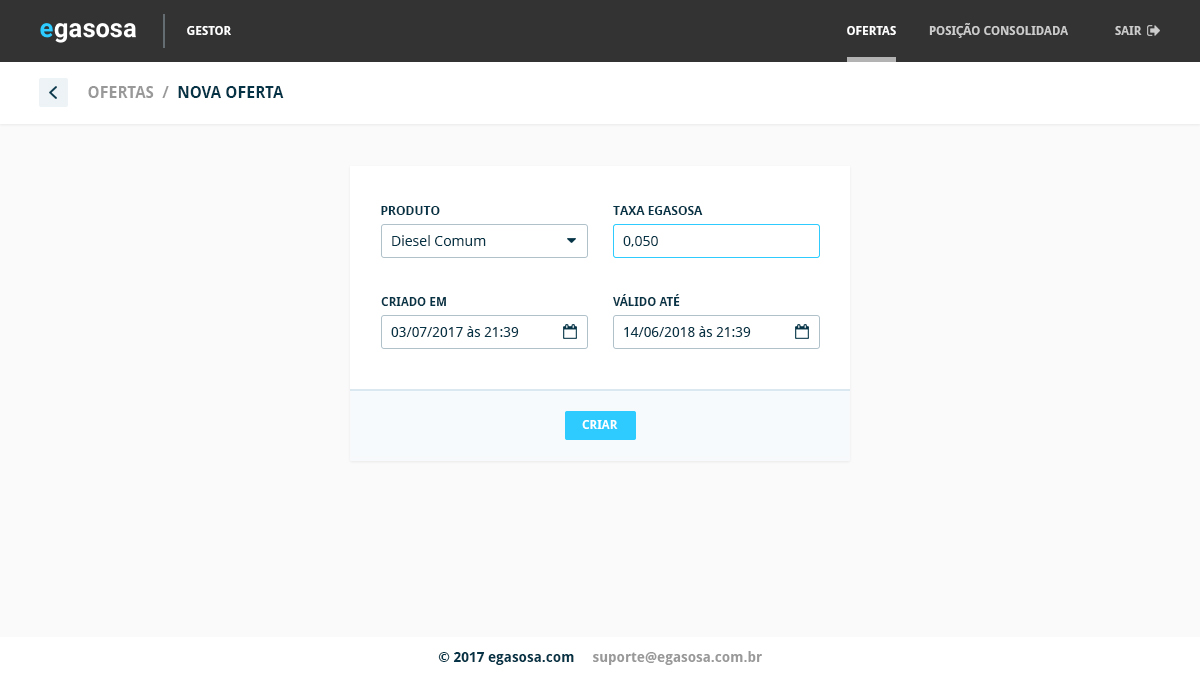 egasosa
GESTOR
OFERTAS
POSIÇÃO CONSOLIDADA
SAIR
OFERTAS / NOVA OFERTA
PRODUTO
TAXA EGASOSA
Diesel Comum
0,050
CRIADO EM
VÁLIDO ATÉ
03/07/2017 às 21:39
14/06/2018 às 21:39
CRIAR
© 2017 egasosa.com
suporte@egasosa.com.br